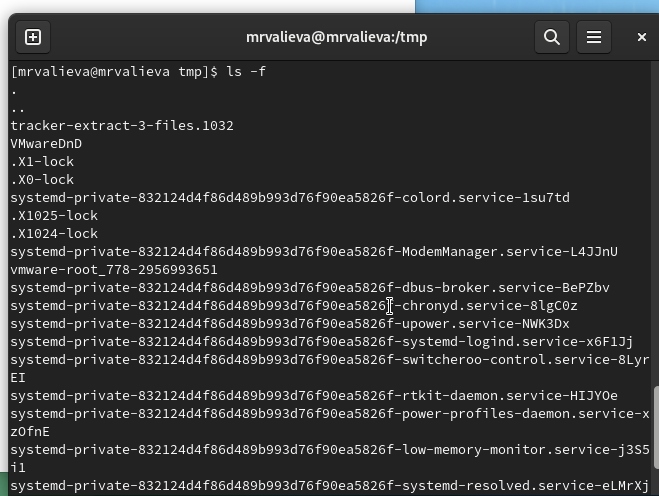 mrvalieva@mrvalieva:/tmp
[mrvalieva@mrvalieva tmp]$ ls -f
.
..
tracker-extract-3-files.1032
VMwareDnD
.X1-lock
.X0-lock
systemd-private-832124d4f86d489b993d76f90ea5826f-colord.service-1su7td
.X1025-lock
.X1024-lock
systemd-private-832124d4f86d489b993d76f90ea5826f-ModemManager.service-L4JJnU
vmware-root_778-2956993651
systemd-private-832124d4f86d489b993d76f90ea5826f-dbus-broker.service-BePZbv
systemd-private-832124d4f86d489b993d76f90ea5826f-chronyd.service-8lgC0z
systemd-private-832124d4f86d489b993d76f90ea5826f-upower.service-NWK3Dx
systemd-private-832124d4f86d489b993d76f90ea5826f-systemd-logind.service-x6F1Jj
systemd-private-832124d4f86d489b993d76f90ea5826f-switcheroo-control.service-8Lyr
EI
systemd-private-832124d4f86d489b993d76f90ea5826f-rtkit-daemon.service-HIJYOe
systemd-private-832124d4f86d489b993d76f90ea5826f-power-profiles-daemon.service-x
zOfnE
systemd-private-832124d4f86d489b993d76f90ea5826f-low-memory-monitor.service-j3S5
i1
systemd-private-832124d4f86d489b993d76f90ea5826f-systemd-resolved.service-eLMrXj